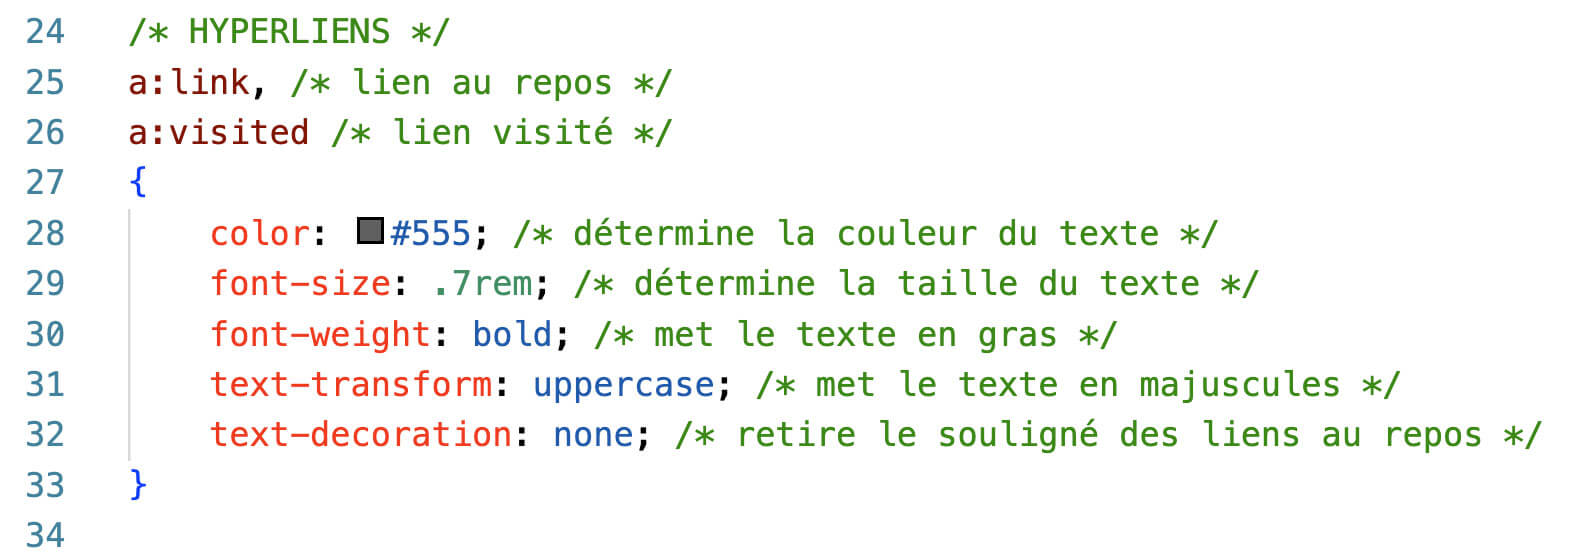 24 /* HYPERLIENS */
25 a:link, /* lien au repos */
26 a:visited /* lien visité */
27 {
28 color: #555; /* détermine la couleur du texte */
29 font-size: .7rem; /* détermine la taille du texte */
30 font-weight: bold; /* met le texte en gras */
31 text-transform: uppercase; /* met le texte en majuscules */
32 text-decoration: none; /* retire le souligné des liens au repos */
33 }
34